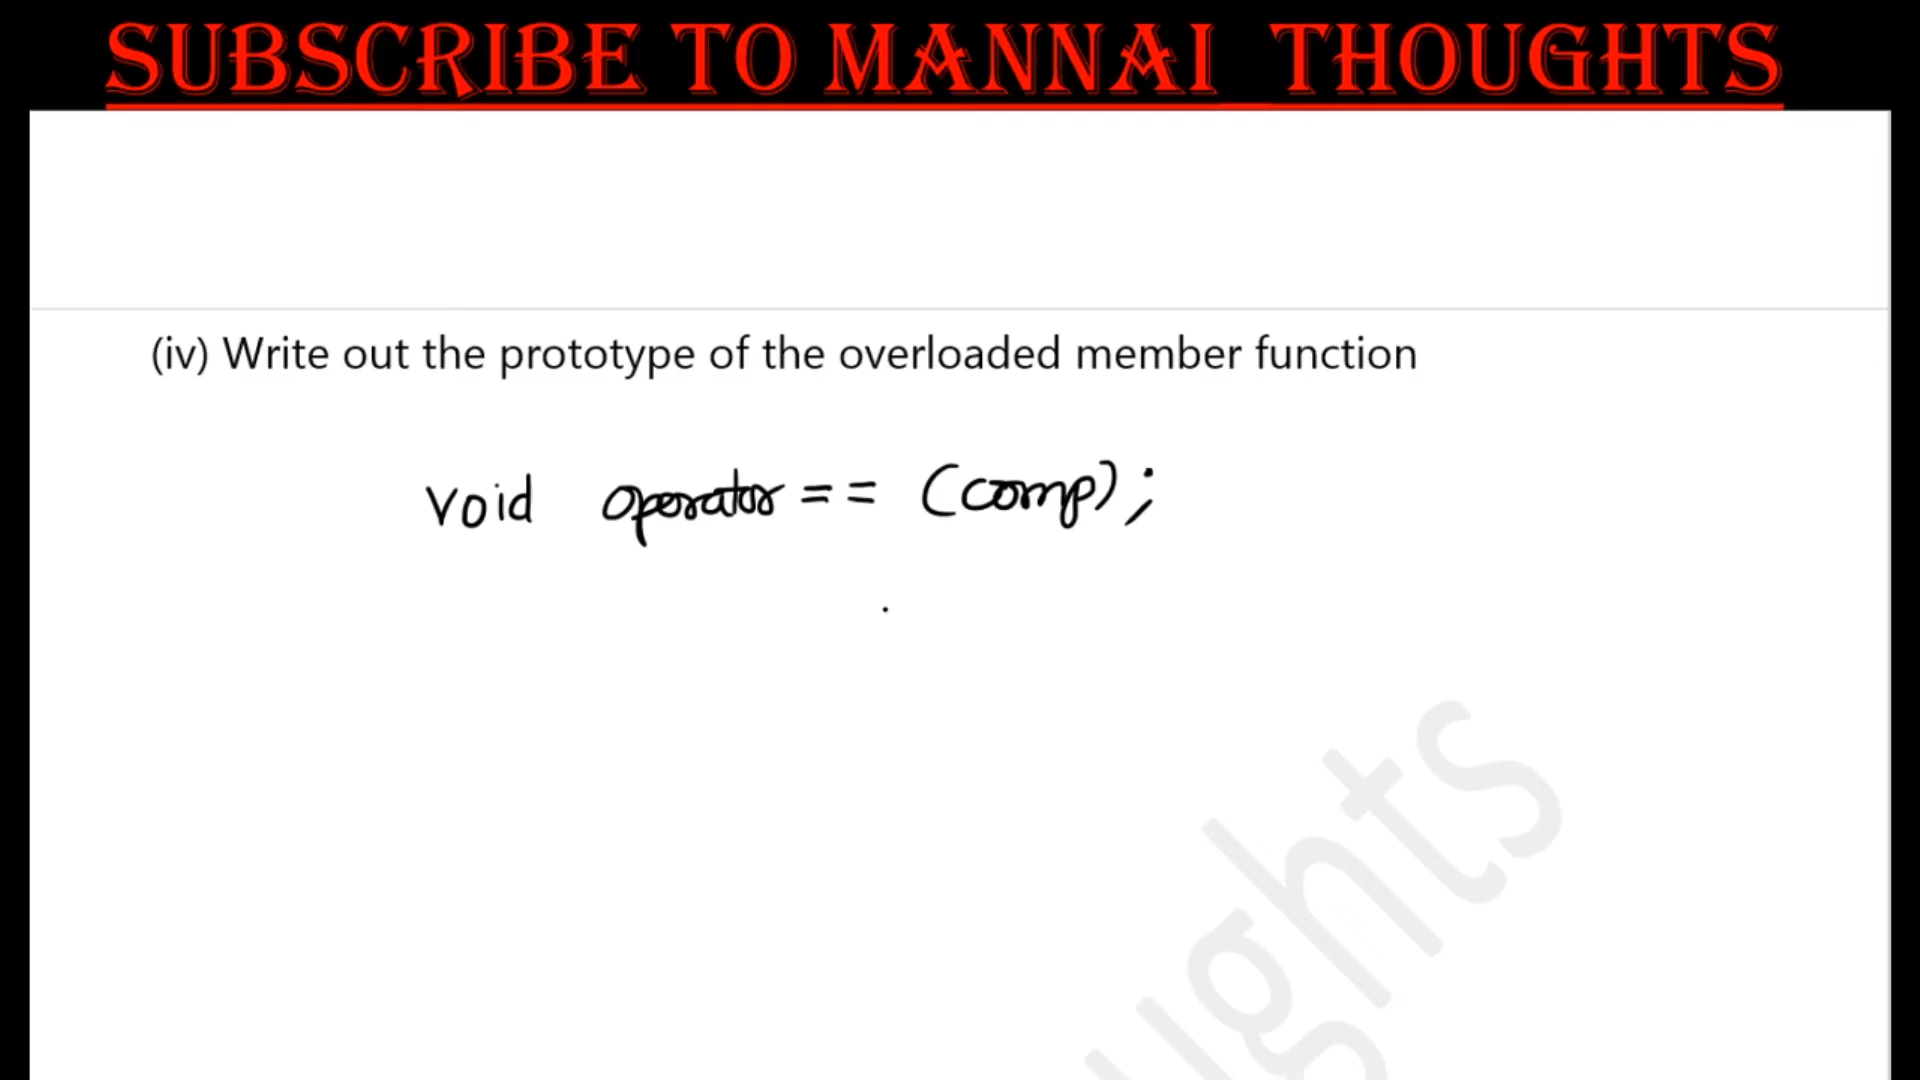 SUBSCRIBE TO MANNAI THOUGHTS
(iv) Write out the prototype of the overloaded member function
void operator == (comp);
ughts